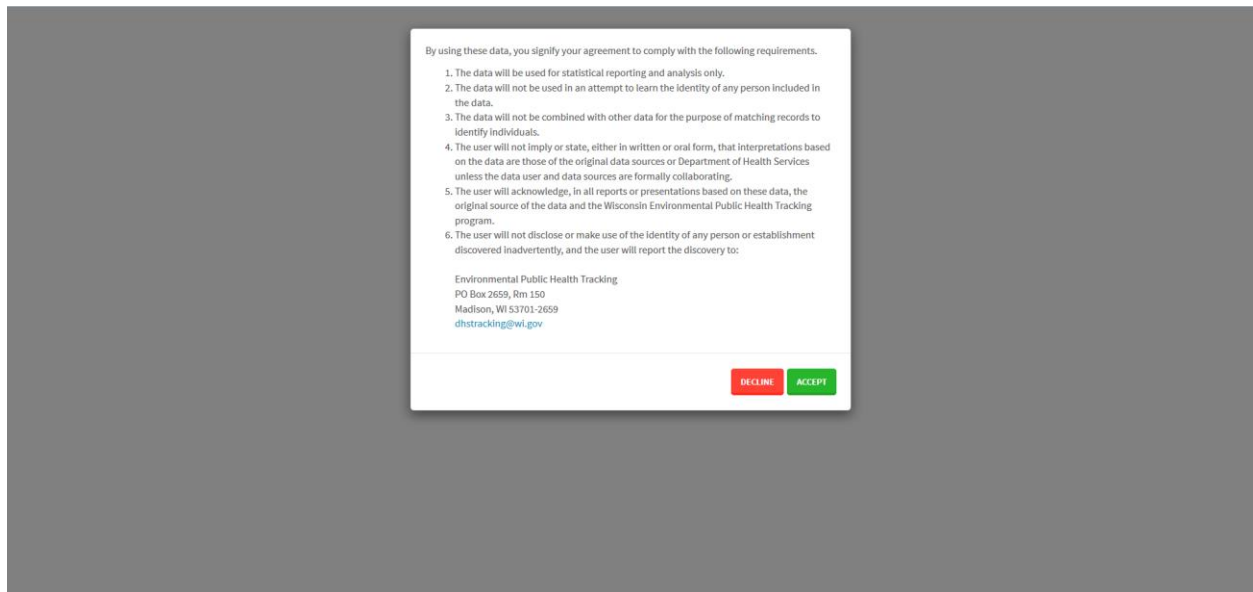 By using these data, you signify your agreement to comply with the following requirements.
1. The data will be used for statistical reporting and analysis only.
2. The data will not be used in an attempt to learn the identity of any person included in
the data.
3. The data will not be combined with other data for the purpose of matching records to
identify individuals.
4. The user will not imply or state, either in written or oral form, that interpretations based
on the data are those of the original data sources or Department of Health Services
unless the data user and data sources are formally collaborating.
5. The user will acknowledge, in all reports or presentations based on these data, the
original source of the data and the Wisconsin Environmental Public Health Tracking
program.
6. The user will not disclose or make use of the identity of any person or establishment
discovered inadvertently, and the user will report the discovery to:
Environmental Public Health Tracking
PO Box 2659, Rm 150
Madison, WI 53701-2659
dhstracking@wi.gov
DECLINE ACCEPT